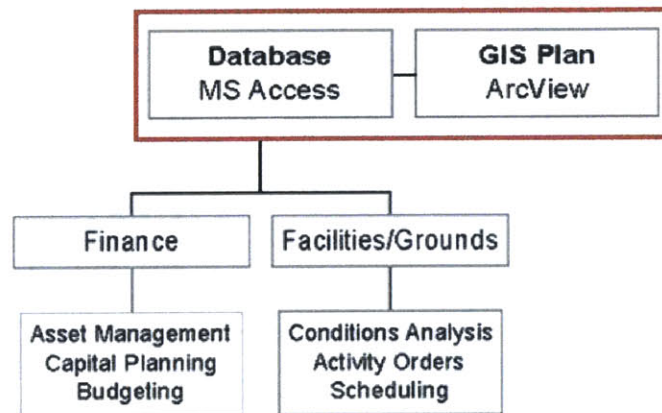 Database
MS Access
GIS Plan
ArcView
Finance
Facilities/Grounds
Asset Management
Capital Planning
Budgeting
Conditions Analysis
Activity Orders
Scheduling